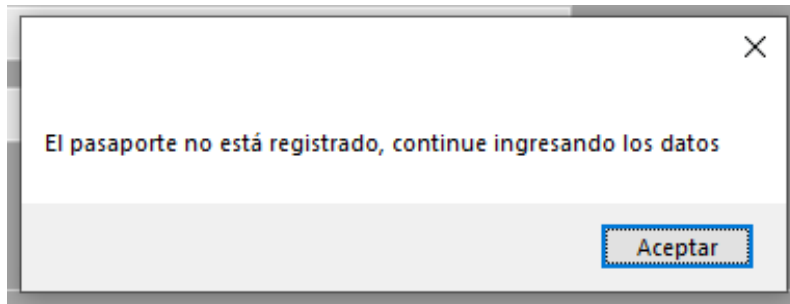 El pasaporte no está registrado, continue ingresando los datos
Aceptar